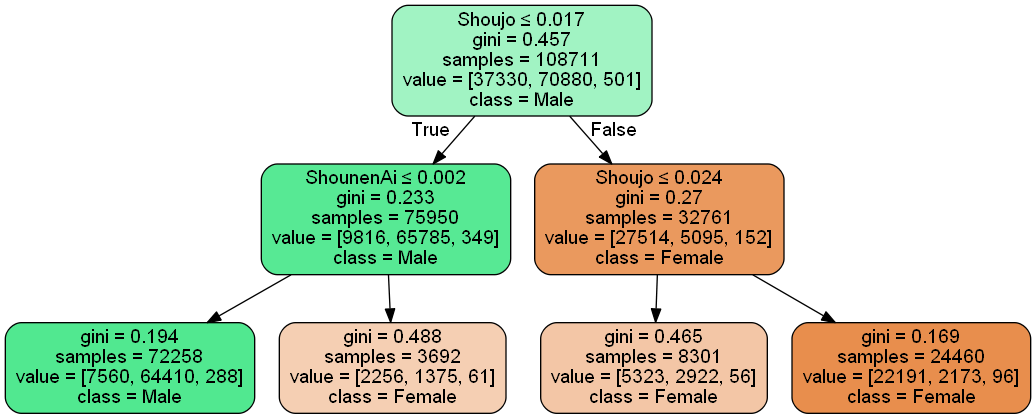 Shoujo ≤ 0.017
gini = 0.457
samples = 108711
value = [37330, 70880, 501]
class = Male
True
False
ShounenAi ≤ 0.002
gini = 0.233
samples = 75950
value = [9816, 65785, 349]
class = Male
Shoujo ≤ 0.024
gini = 0.27
samples = 32761
value = [27514, 5095, 152]
class = Female
gini = 0.194
samples = 72258
value = [7560, 64410, 288]
class = Male
gini = 0.488
samples = 3692
value = [2256, 1375, 61]
class = Female
gini = 0.465
samples = 8301
value = [5323, 2922, 56]
class = Female
gini = 0.169
samples = 24460
value = [22191, 2173, 96]
class = Female